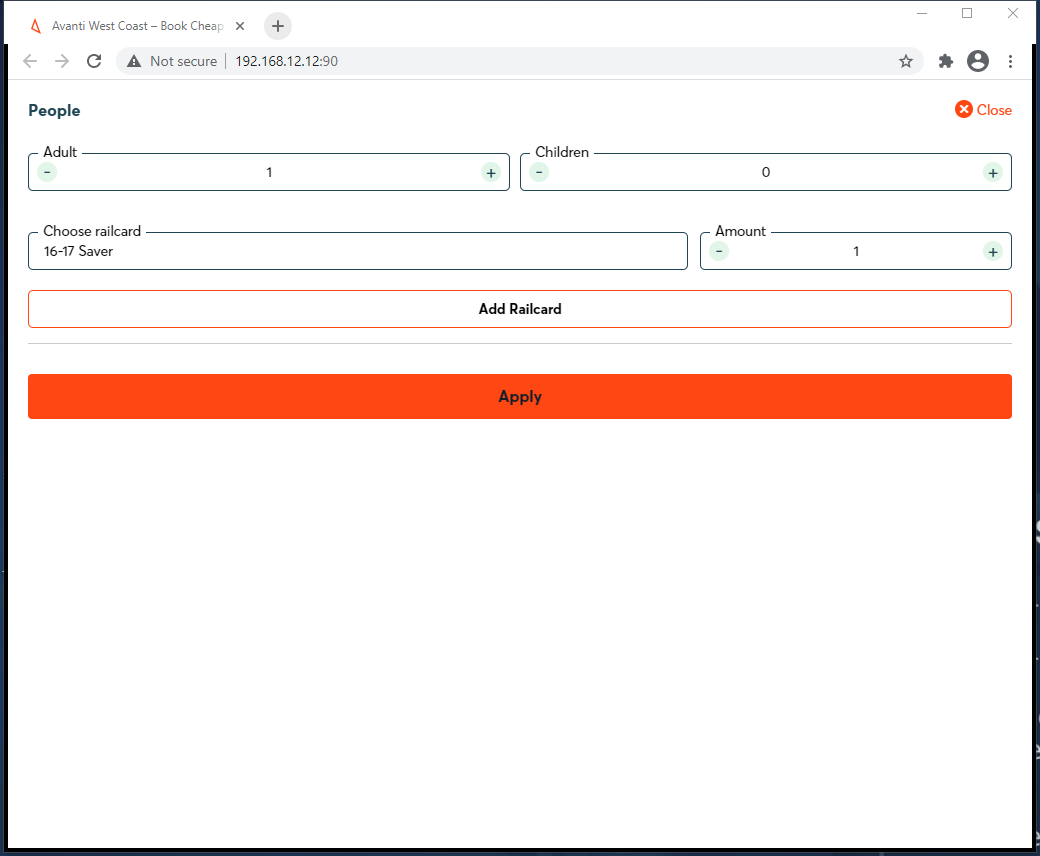 Avanti West Coast – Book Cheap
Not secure
192.168.12.12:90
People
Close
Adult
Children
- 1 +
- 0 +
Choose railcard
Amount
16-17 Saver
- 1 +
Add Railcard
Apply